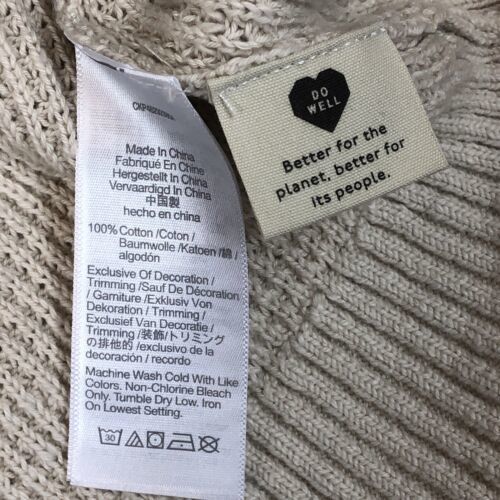 Made In China
Fabriqué En Chine
Hergestellt In China
Vervaardigd In China
中国製
hecho en china
100% Cotton /Coton /
Baumwolle /Katoen /綿 /
algodón
Exclusive Of Decoration /
Trimming /Sauf De Décoration
/ Garniture /Exklusiv Von
Dekoration / Trimming /
Exclusief Van Decoratie /
Trimming /装飾/トリミング
の排他的 /exclusivo de la
decoración / recordo
Machine Wash Cold With Like
Colors. Non-Chlorine Bleach
Only. Tumble Dry Low. Iron
On Lowest Setting.
30
DO
WELL
Better for the
planet, better for
its people.